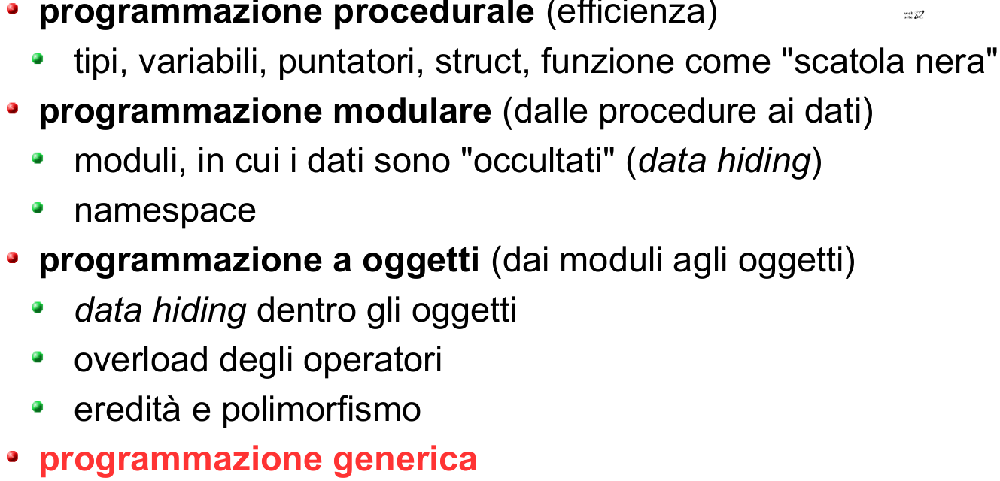 programmazione procedurale (efficienza)
web
site
tipi, variabili, puntatori, struct, funzione come "scatola nera"
programmazione modulare (dalle procedure ai dati)
moduli, in cui i dati sono "occultati" (data hiding)
namespace
programmazione a oggetti (dai moduli agli oggetti)
data hiding dentro gli oggetti
overload degli operatori
eredità e polimorfismo
programmazione generica